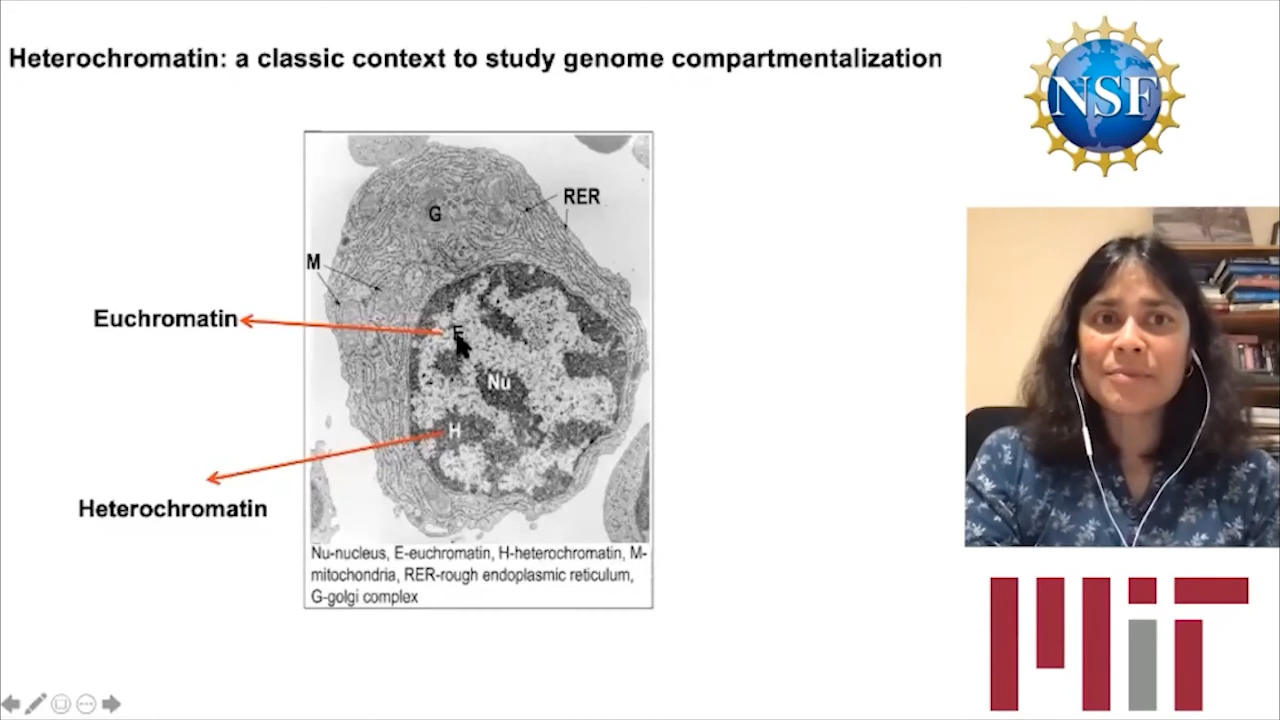 Heterochromatin: a classic context to study genome compartmentalization
NSF
RER
G
M
Euchromatin
E
Nu
H
Heterochromatin
Nu-nucleus, E-euchromatin, H-heterochromatin, M-
mitochondria, RER-rough endoplasmic reticulum,
G-golgi complex
MIT